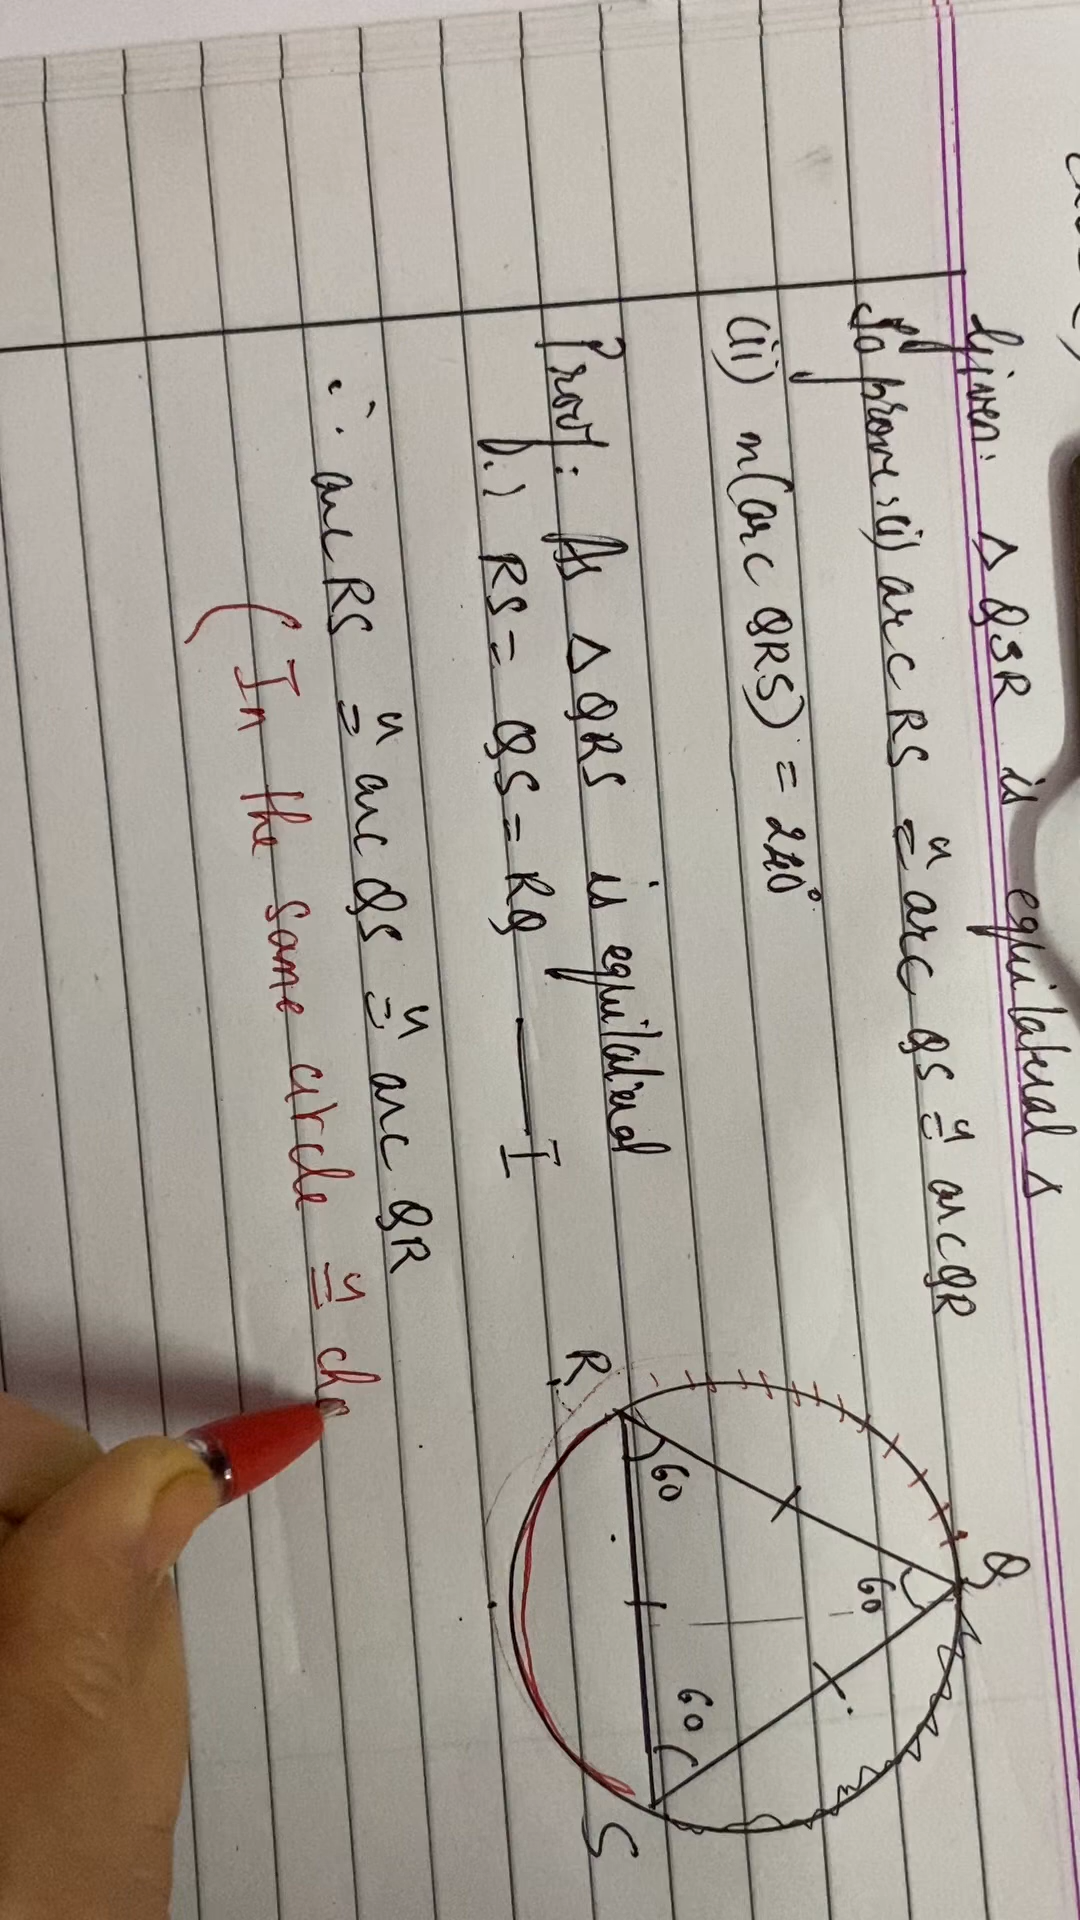 Given: Δ QSR is equilateral Δ
To prove: (i) arc RS ≅ arc QS ≅ arc QR
(ii) m(arc QRS) = 240°
Proof: As Δ QRS is equilateral
RS = QS = RQ — I
∴ arc RS ≅ arc QS ≅ arc QR
(In the same circle ≅ cho
Q
60
R
60
60
S